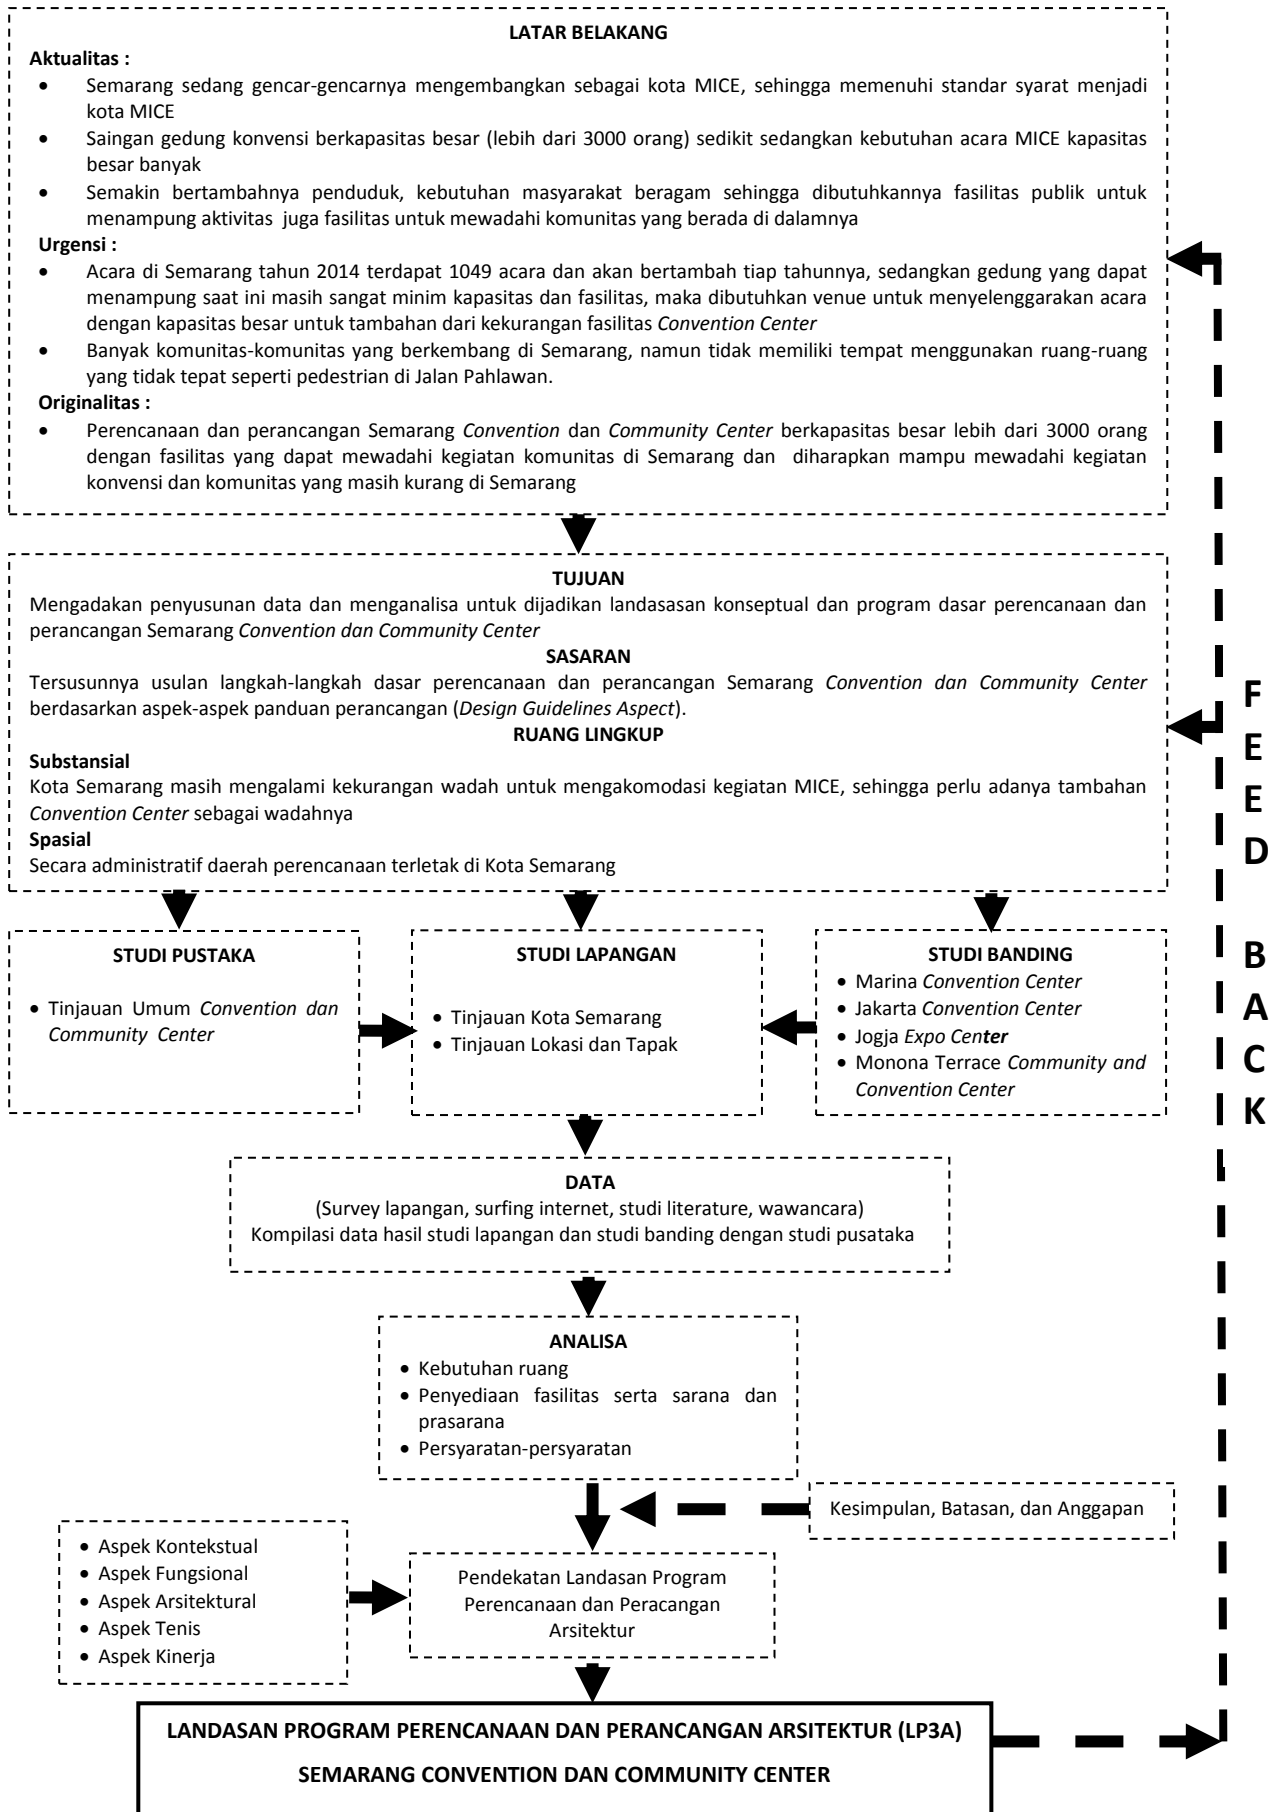 LATAR BELAKANG
Aktualitas :
• Semarang sedang gencar-gencarnya mengembangkan sebagai kota MICE, sehingga memenuhi standar syarat menjadi
kota MICE
• Saingan gedung konvensi berkapasitas besar (lebih dari 3000 orang) sedikit sedangkan kebutuhan acara MICE kapasitas
besar banyak
• Semakin bertambahnya penduduk, kebutuhan masyarakat beragam sehingga dibutuhkannya fasilitas publik untuk
menampung aktivitas juga fasilitas untuk mewadahi komunitas yang berada di dalamnya
Urgensi :
• Acara di Semarang tahun 2014 terdapat 1049 acara dan akan bertambah tiap tahunnya, sedangkan gedung yang dapat
menampung saat ini masih sangat minim kapasitas dan fasilitas, maka dibutuhkan venue untuk menyelenggarakan acara
dengan kapasitas besar untuk tambahan dari kekurangan fasilitas Convention Center
• Banyak komunitas-komunitas yang berkembang di Semarang, namun tidak memiliki tempat menggunakan ruang-ruang
yang tidak tepat seperti pedestrian di Jalan Pahlawan.
Originalitas :
• Perencanaan dan perancangan Semarang Convention dan Community Center berkapasitas besar lebih dari 3000 orang
dengan fasilitas yang dapat mewadahi kegiatan komunitas di Semarang dan diharapkan mampu mewadahi kegiatan
konvensi dan komunitas yang masih kurang di Semarang
TUJUAN
Mengadakan penyusunan data dan menganalisa untuk dijadikan landasasan konseptual dan program dasar perencanaan dan
perancangan Semarang Convention dan Community Center
SASARAN
Tersusunnya usulan langkah-langkah dasar perencanaan dan perancangan Semarang Convention dan Community Center
berdasarkan aspek-aspek panduan perancangan (Design Guidelines Aspect).
RUANG LINGKUP
Substansial
Kota Semarang masih mengalami kekurangan wadah untuk mengakomodasi kegiatan MICE, sehingga perlu adanya tambahan
Convention Center sebagai wadahnya
Spasial
Secara administratif daerah perencanaan terletak di Kota Semarang
STUDI PUSTAKA
• Tinjauan Umum Convention dan
Community Center
STUDI LAPANGAN
• Tinjauan Kota Semarang
• Tinjauan Lokasi dan Tapak
STUDI BANDING
• Marina Convention Center
• Jakarta Convention Center
• Jogja Expo Center
• Monona Terrace Community and
Convention Center
DATA
(Survey lapangan, surfing internet, studi literature, wawancara)
Kompilasi data hasil studi lapangan dan studi banding dengan studi pusataka
ANALISA
• Kebutuhan ruang
• Penyediaan fasilitas serta sarana dan
prasarana
• Persyaratan-persyaratan
Kesimpulan, Batasan, dan Anggapan
• Aspek Kontekstual
• Aspek Fungsional
• Aspek Arsitektural
• Aspek Tenis
• Aspek Kinerja
Pendekatan Landasan Program
Perencanaan dan Peracangan
Arsitektur
LANDASAN PROGRAM PERENCANAAN DAN PERANCANGAN ARSITEKTUR (LP3A)
SEMARANG CONVENTION DAN COMMUNITY CENTER
F
E
E
D
B
A
C
K